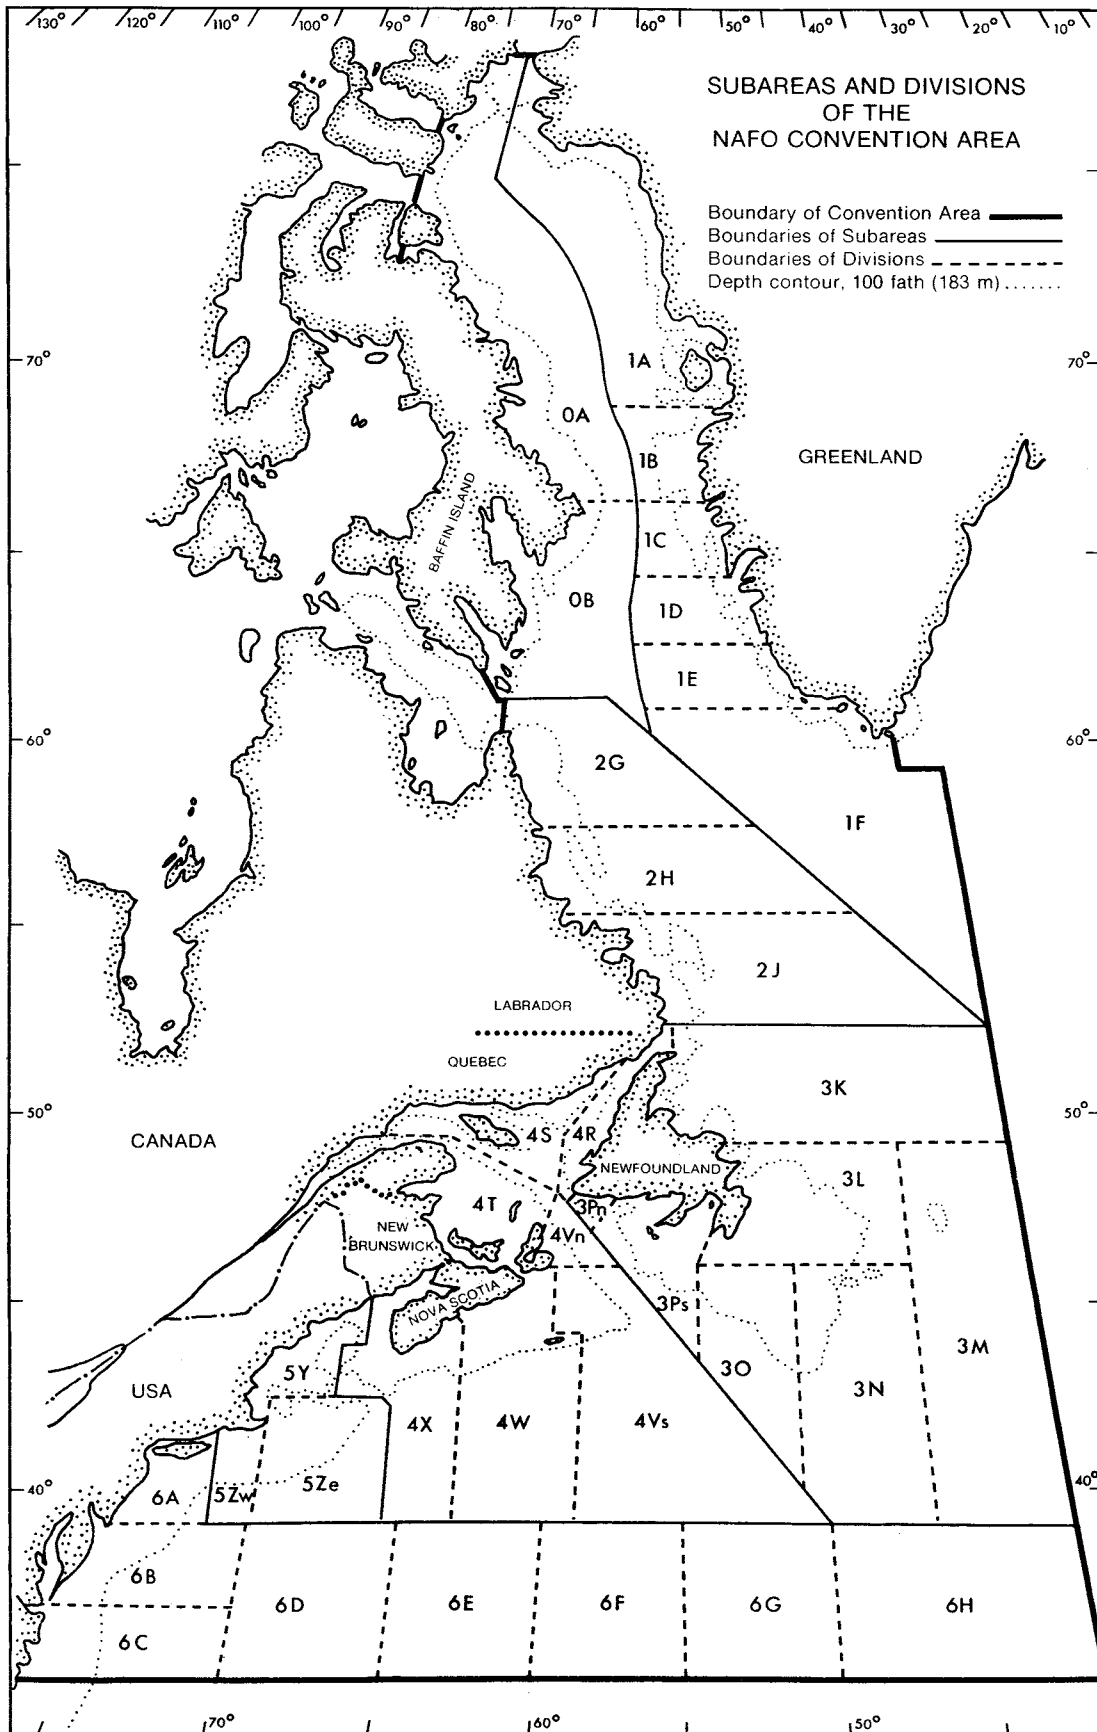 130° 120° 110° 100° 90° 80° 70° 60° 50° 40° 30° 20° 10°
SUBAREAS AND DIVISIONS
OF THE
NAFO CONVENTION AREA
Boundary of Convention Area
Boundaries of Subareas
Boundaries of Divisions
Depth contour, 100 fath (183 m)
70°
70°
1A
0A
1B
GREENLAND
BAFFIN ISLAND
1C
0B
1D
1E
60°
60°
2G
1F
2H
2J
LABRADOR
QUEBEC
3K
50°
50°
CANADA
4S
4R
NEWFOUNDLAND
3L
4T
3Pn
NEW
BRUNSWICK
4Vn
NOVA SCOTIA
3Ps
3M
5Y
3O
3N
USA
4X
4W
4Vs
40°
40°
6A
5Zw
5Ze
6B
6C
6D
6E
6F
6G
6H
70°
60°
50°